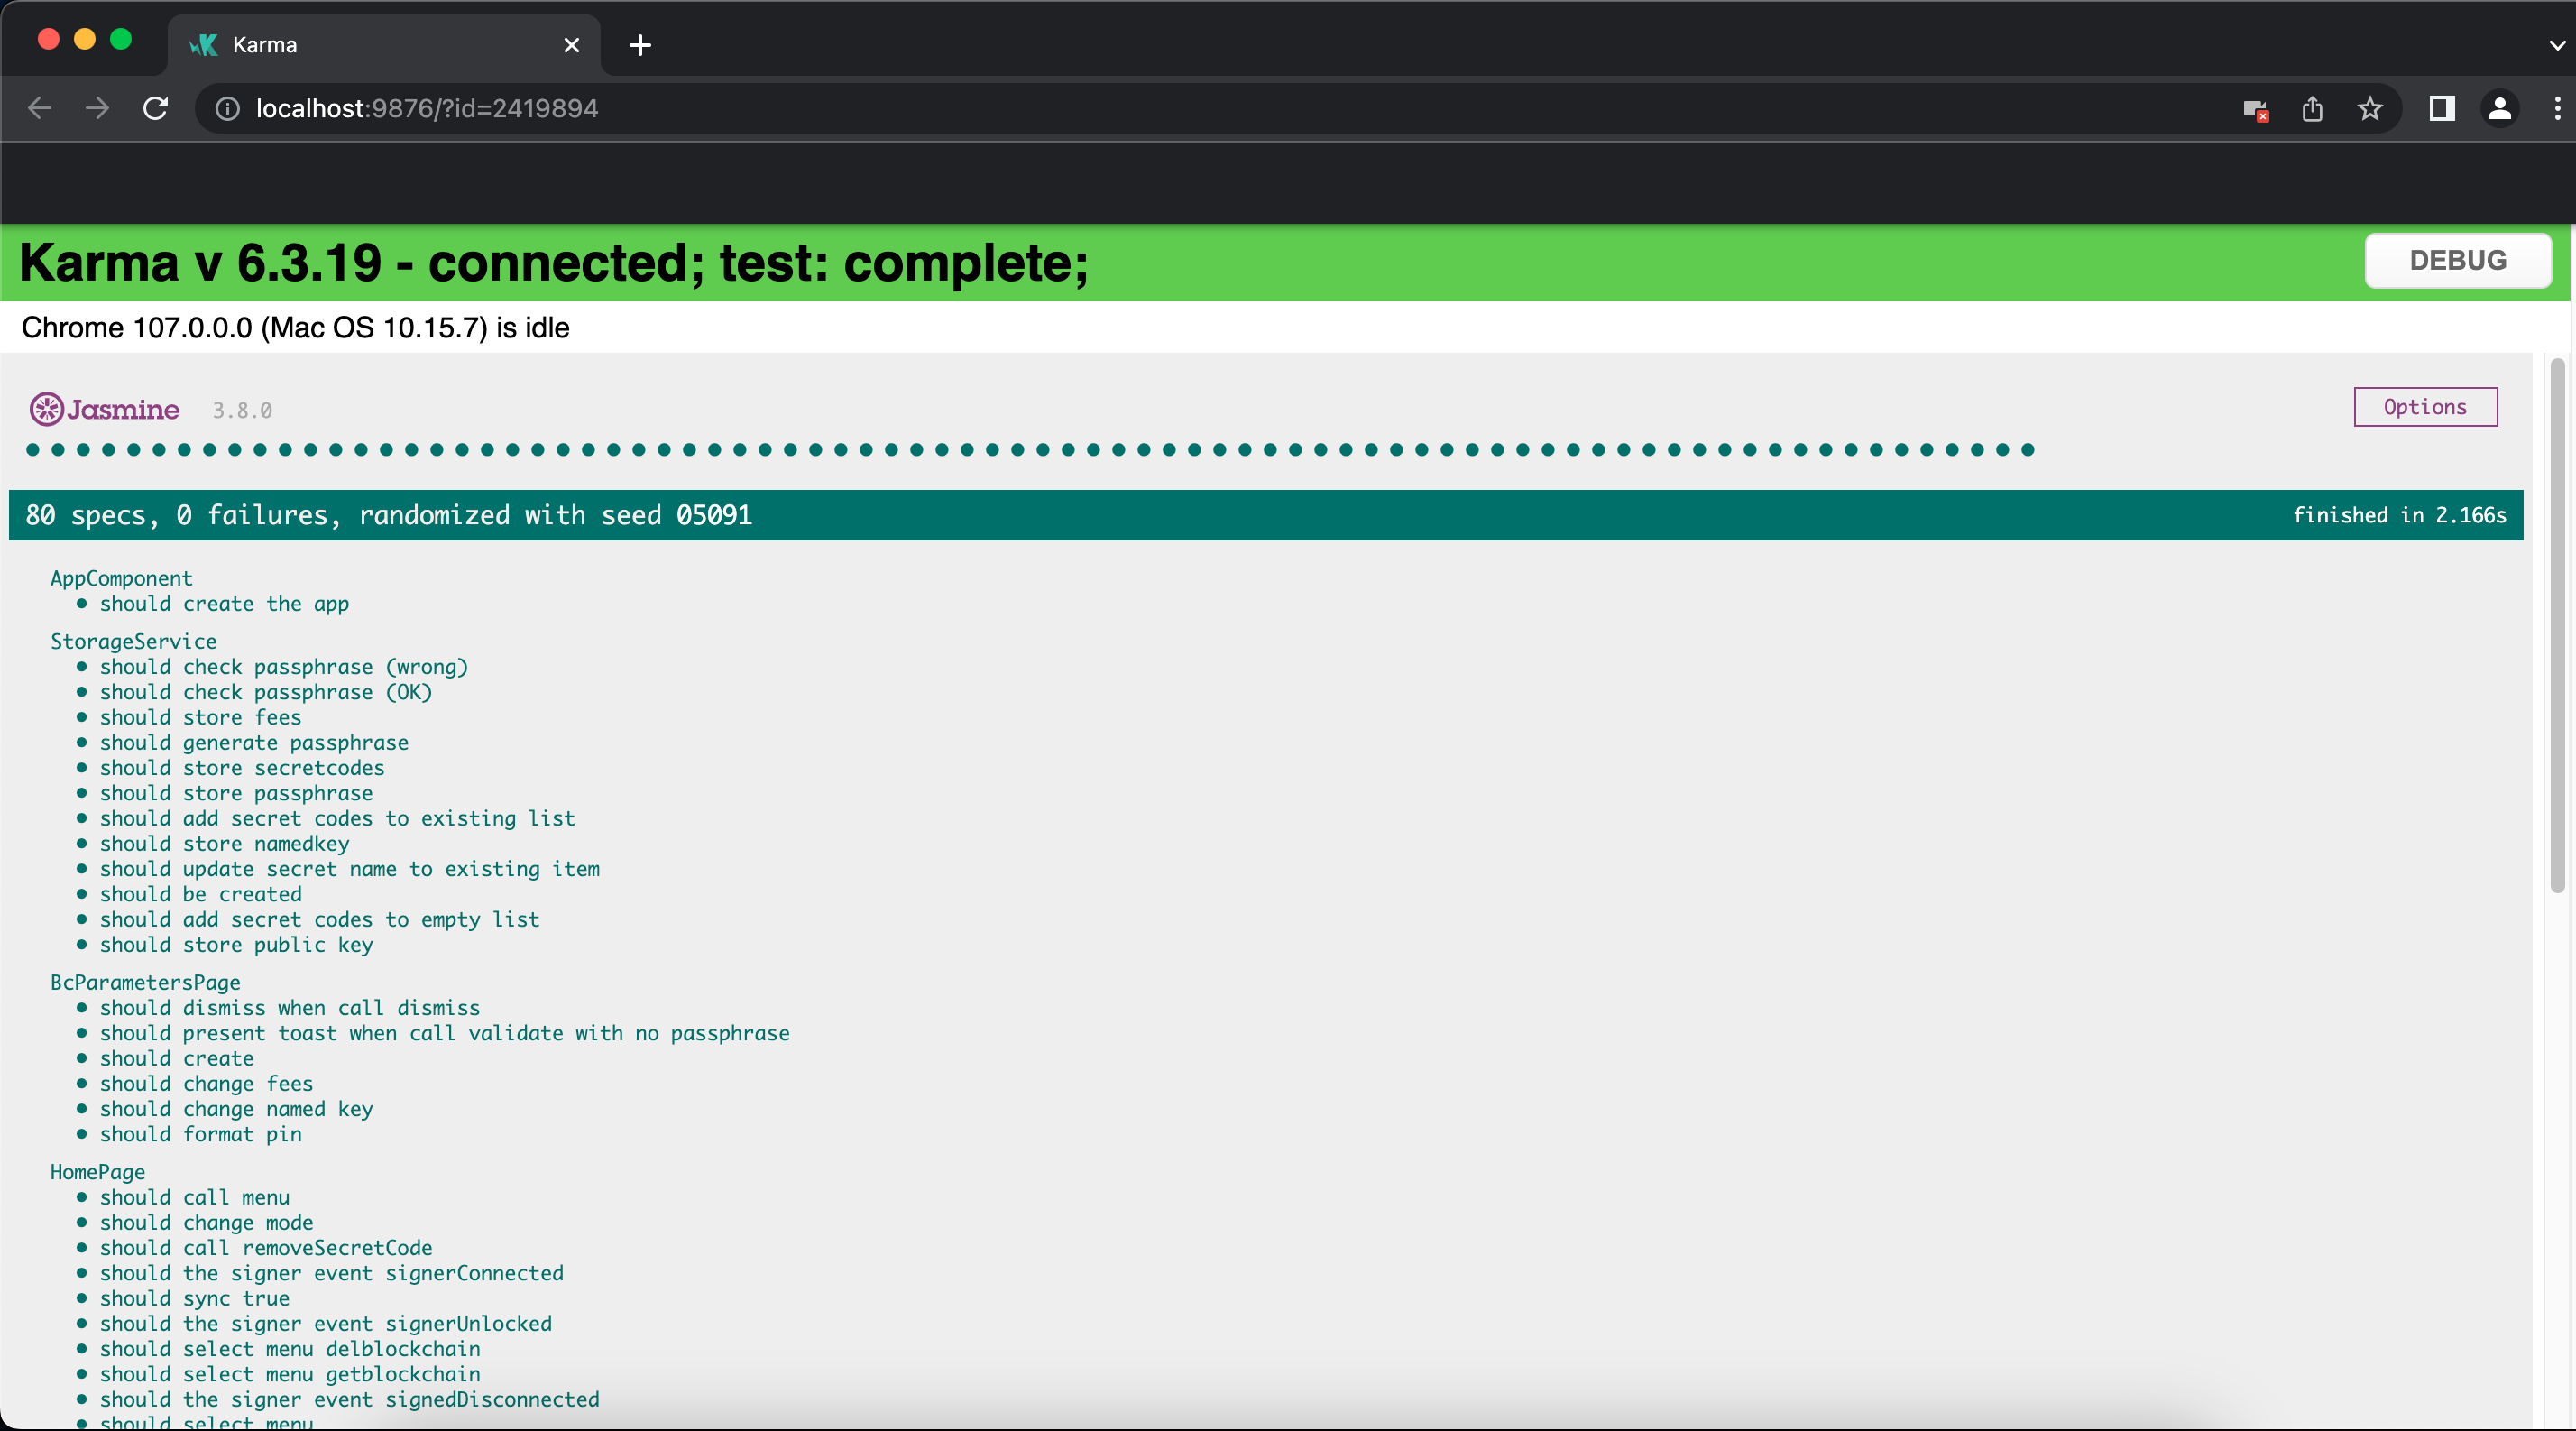 Karma
localhost:9876/?id=2419894
Karma v 6.3.19 - connected; test: complete;
DEBUG
Chrome 107.0.0.0 (Mac OS 10.15.7) is idle
Jasmine 3.8.0
Options
80 specs, 0 failures, randomized with seed 05091
finished in 2.166s
AppComponent
• should create the app
StorageService
• should check passphrase (wrong)
• should check passphrase (OK)
• should store fees
• should generate passphrase
• should store secretcodes
• should store passphrase
• should add secret codes to existing list
• should store namedkey
• should update secret name to existing item
• should be created
• should add secret codes to empty list
• should store public key
BcParametersPage
• should dismiss when call dismiss
• should present toast when call validate with no passphrase
• should create
• should change fees
• should change named key
• should format pin
HomePage
• should call menu
• should change mode
• should call removeSecretCode
• should the signer event signerConnected
• should sync true
• should the signer event signerUnlocked
• should select menu delblockchain
• should select menu getblockchain
• should the signer event signedDisconnected
• should select menu